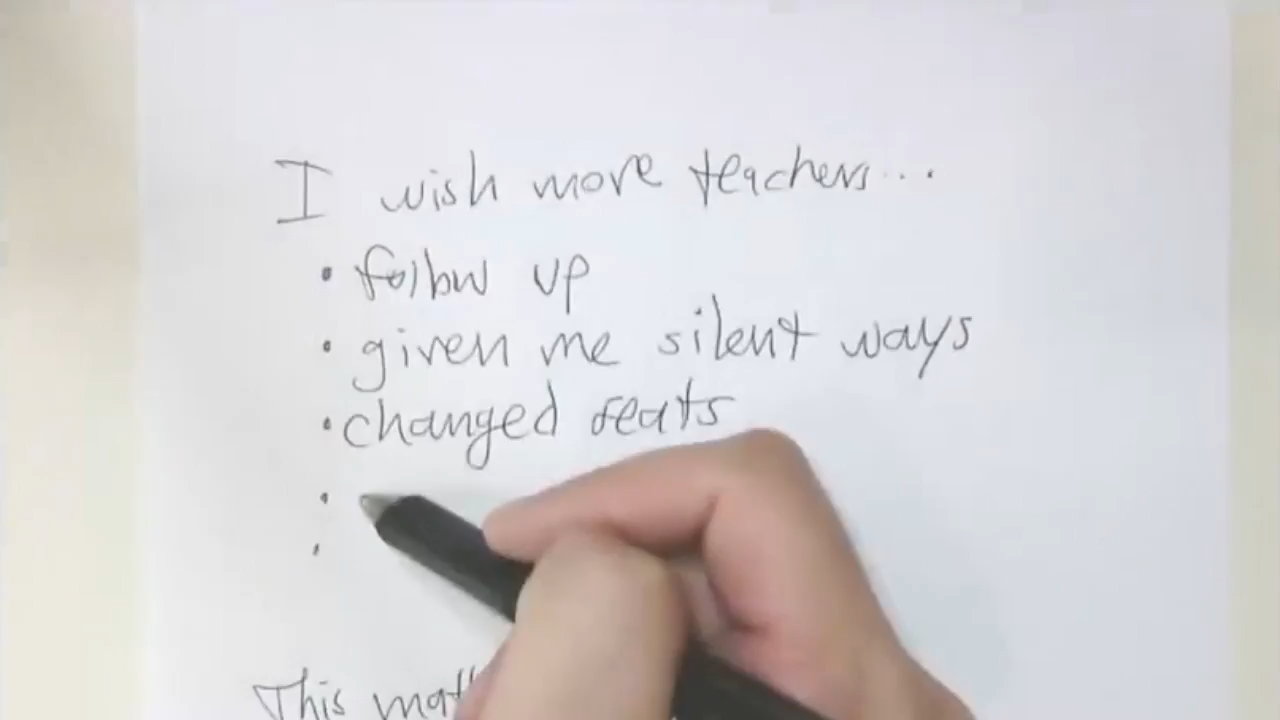 I wish more teachers...
• follow up
• given me silent ways
• changed seats
•
•
This